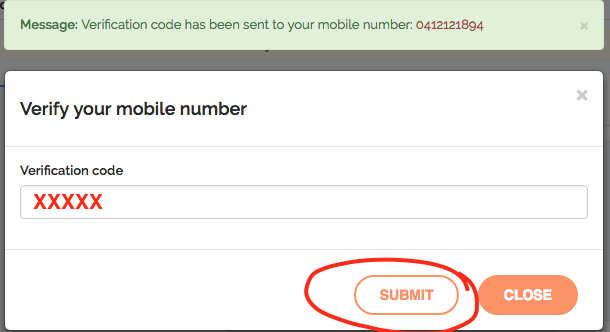 Message: Verification code has been sent to your mobile number: 0412121894 ×
Verify your mobile number ×
Verification code
XXXXX
SUBMIT CLOSE